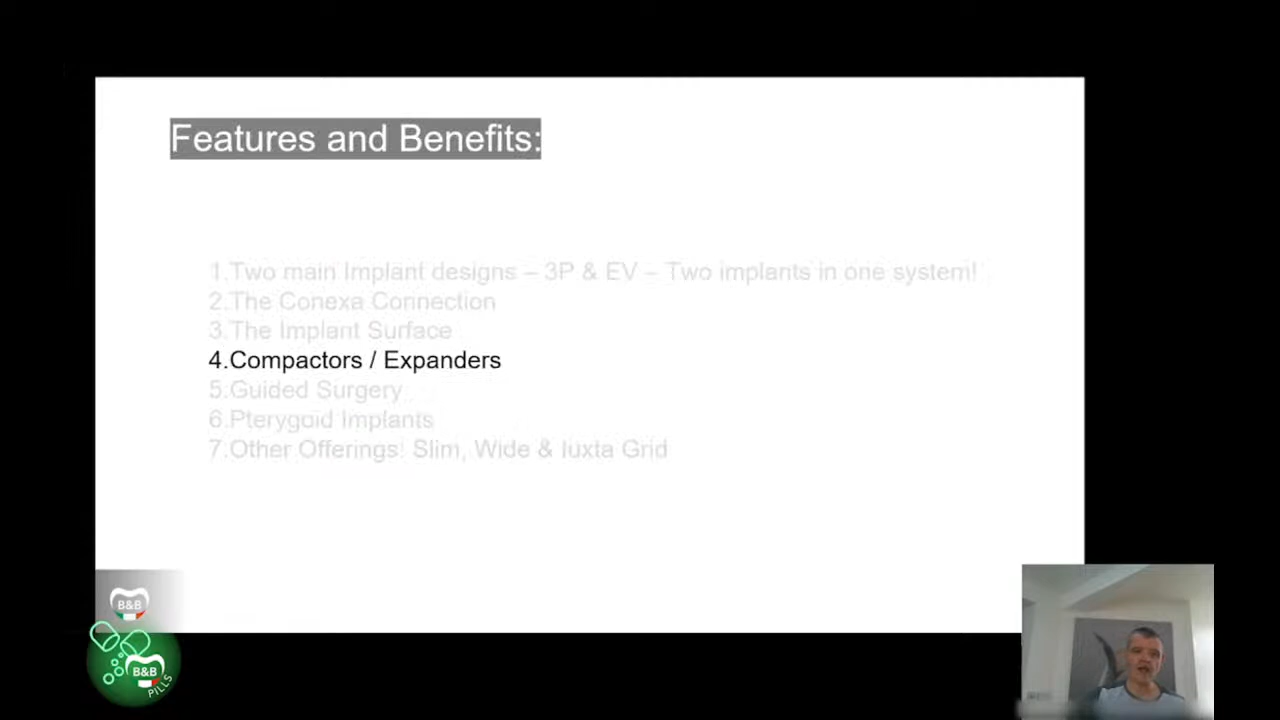 Features and Benefits:
1.Two main Implant designs – 3P & EV – Two implants in one system!
2.The Conexa Connection
3.The Implant Surface
4.Compactors / Expanders
5.Guided Surgery
6.Pterygoid Implants
7.Other Offerings! Slim, Wide & Iuxta Grid
B&B
B&B
PILLS